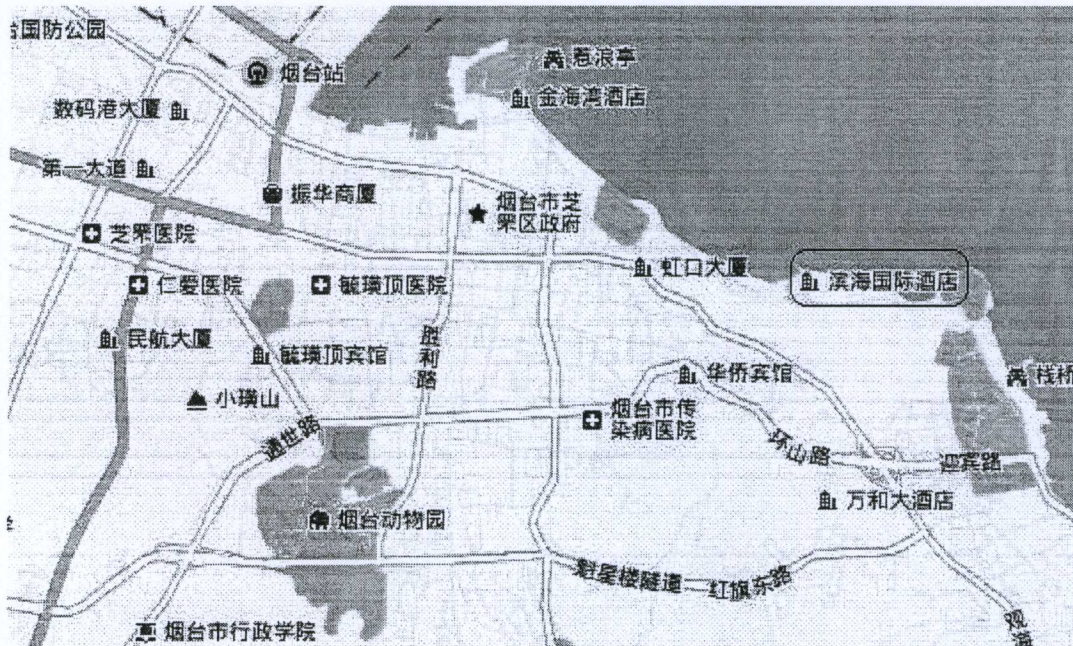 台国防公园
烟台站
惹浪亭
金海湾酒店
数码港大厦
第一大道
振华商厦
烟台市芝
罘区政府
芝罘医院
虹口大厦
滨海国际酒店
仁爱医院
毓璜顶医院
民航大厦
毓璜顶宾馆
胜利路
华侨宾馆
栈桥
小璜山
烟台市传
染病医院
通世路
环山路
迎宾路
万和大酒店
烟台动物园
魁星楼隧道
红旗东路
烟台市行政学院
观海